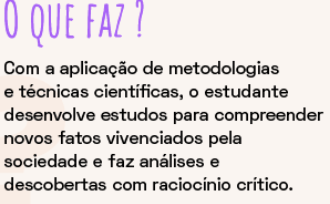 O QUE FAZ ?
Com a aplicação de metodologias
e técnicas científicas, o estudante
desenvolve estudos para compreender
novos fatos vivenciados pela
sociedade e faz análises e
descobertas com raciocínio crítico.